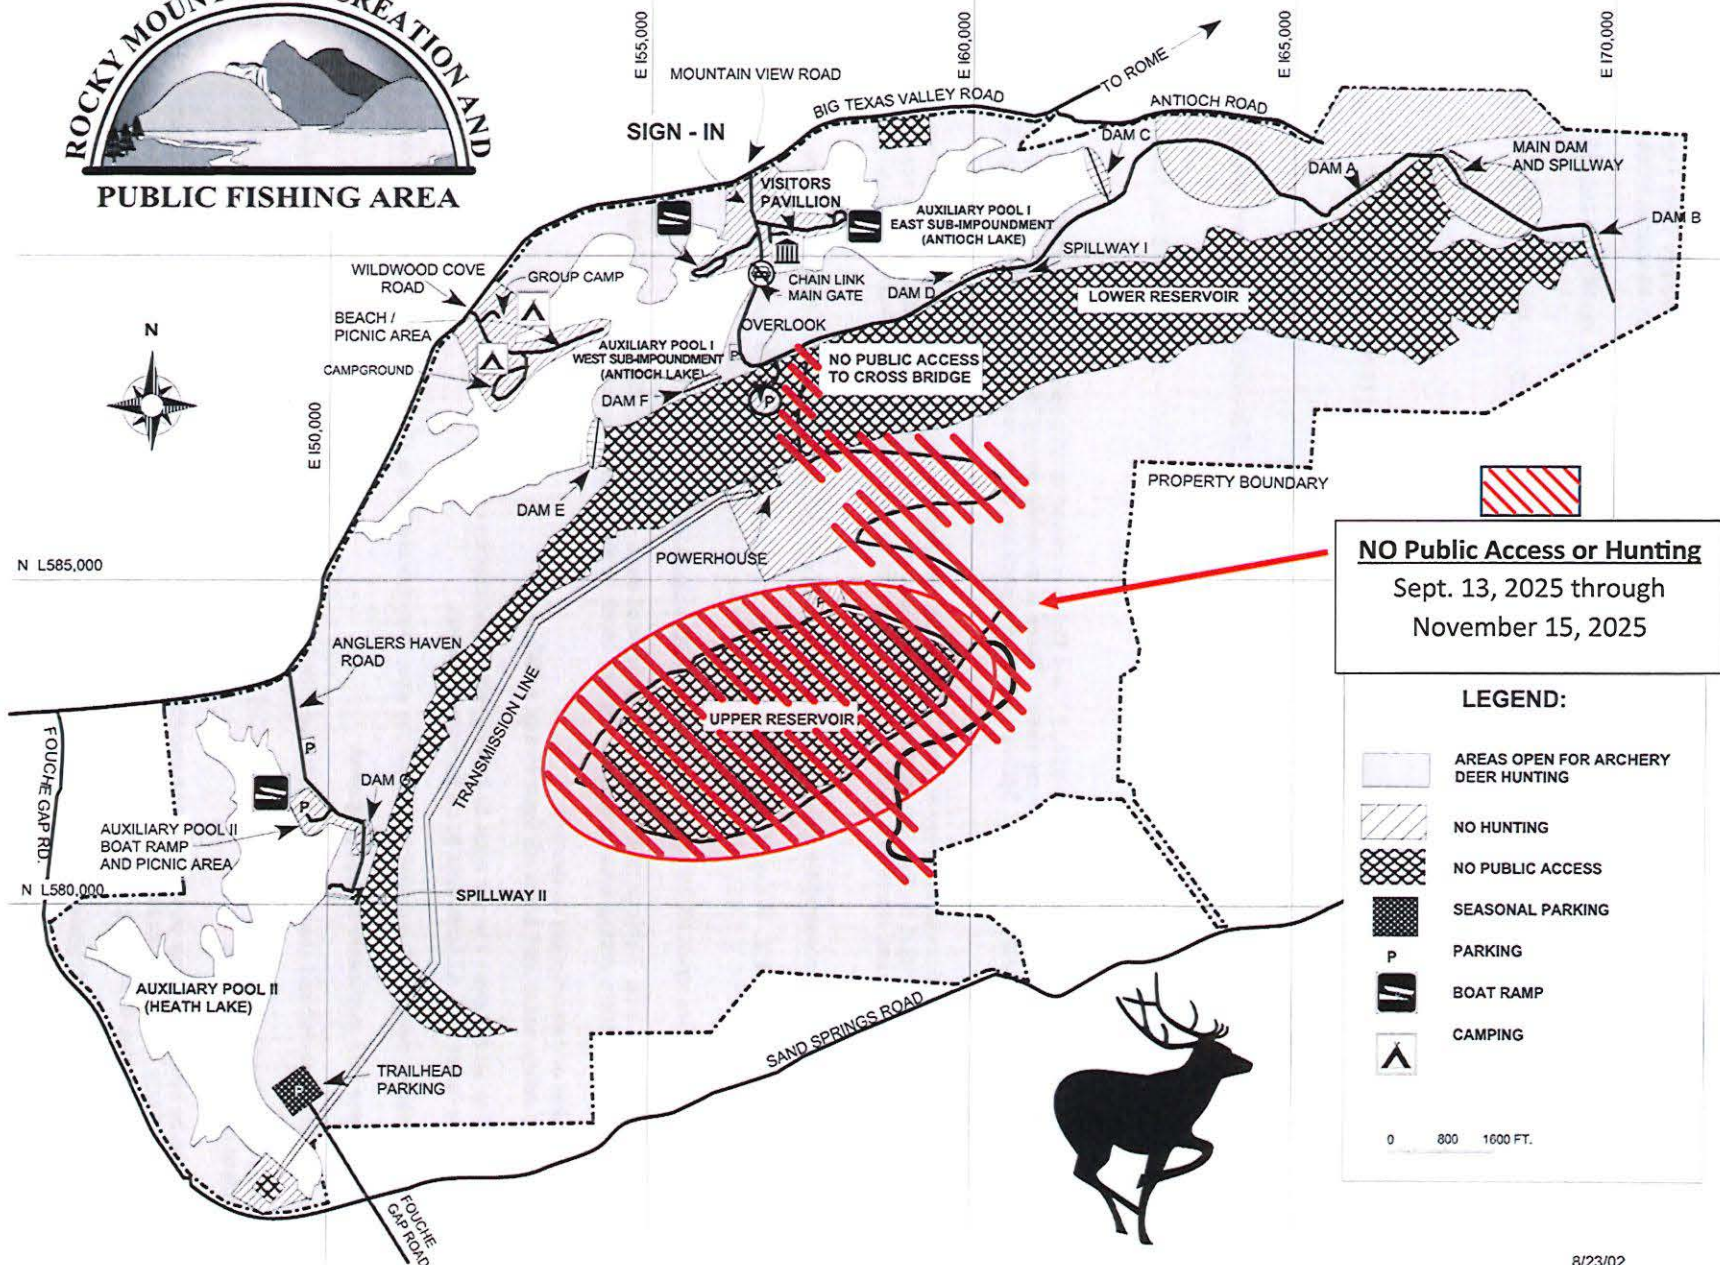 ROCKY MOUNTAIN RECREATION AND
PUBLIC FISHING AREA
E 155,000
E 160,000
E 165,000
E 170,000
MOUNTAIN VIEW ROAD
BIG TEXAS VALLEY ROAD
TO ROME
ANTIOCH ROAD
SIGN - IN
DAM C
MAIN DAM
AND SPILLWAY
DAM A
VISITORS
PAVILLION
AUXILIARY POOL I
EAST SUB-IMPOUNDMENT
(ANTIOCH LAKE)
DAM B
SPILLWAY I
WILDWOOD COVE
ROAD
GROUP CAMP
CHAIN LINK
MAIN GATE
DAM D
LOWER RESERVOIR
BEACH /
PICNIC AREA
OVERLOOK
N
AUXILIARY POOL I
WEST SUB-IMPOUNDMENT
(ANTIOCH LAKE)
P
NO PUBLIC ACCESS
TO CROSS BRIDGE
CAMPGROUND
DAM F
P
E 150,000
PROPERTY BOUNDARY
DAM E
NO Public Access or Hunting
Sept. 13, 2025 through
November 15, 2025
POWERHOUSE
N L585,000
P
ANGLERS HAVEN
ROAD
TRANSMISSION LINE
UPPER RESERVOIR
LEGEND:
FOUCHE GAP RD.
P
AREAS OPEN FOR ARCHERY
DEER HUNTING
DAM G
P
NO HUNTING
AUXILIARY POOL II
BOAT RAMP
AND PICNIC AREA
NO PUBLIC ACCESS
N L580,000
SPILLWAY II
SEASONAL PARKING
P
PARKING
AUXILIARY POOL II
(HEATH LAKE)
BOAT RAMP
SAND SPRINGS ROAD
CAMPING
TRAILHEAD
PARKING
P
0 800 1600 FT.
FOUCHE
GAP ROAD
8/23/02